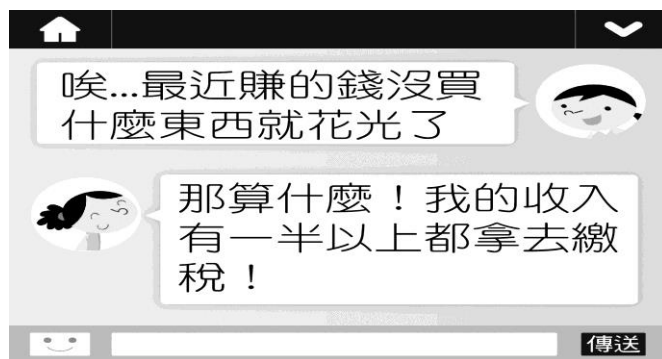 唉...最近賺的錢沒買
什麼東西就花光了
那算什麼！我的收入
有一半以上都拿去繳
稅！
傳送